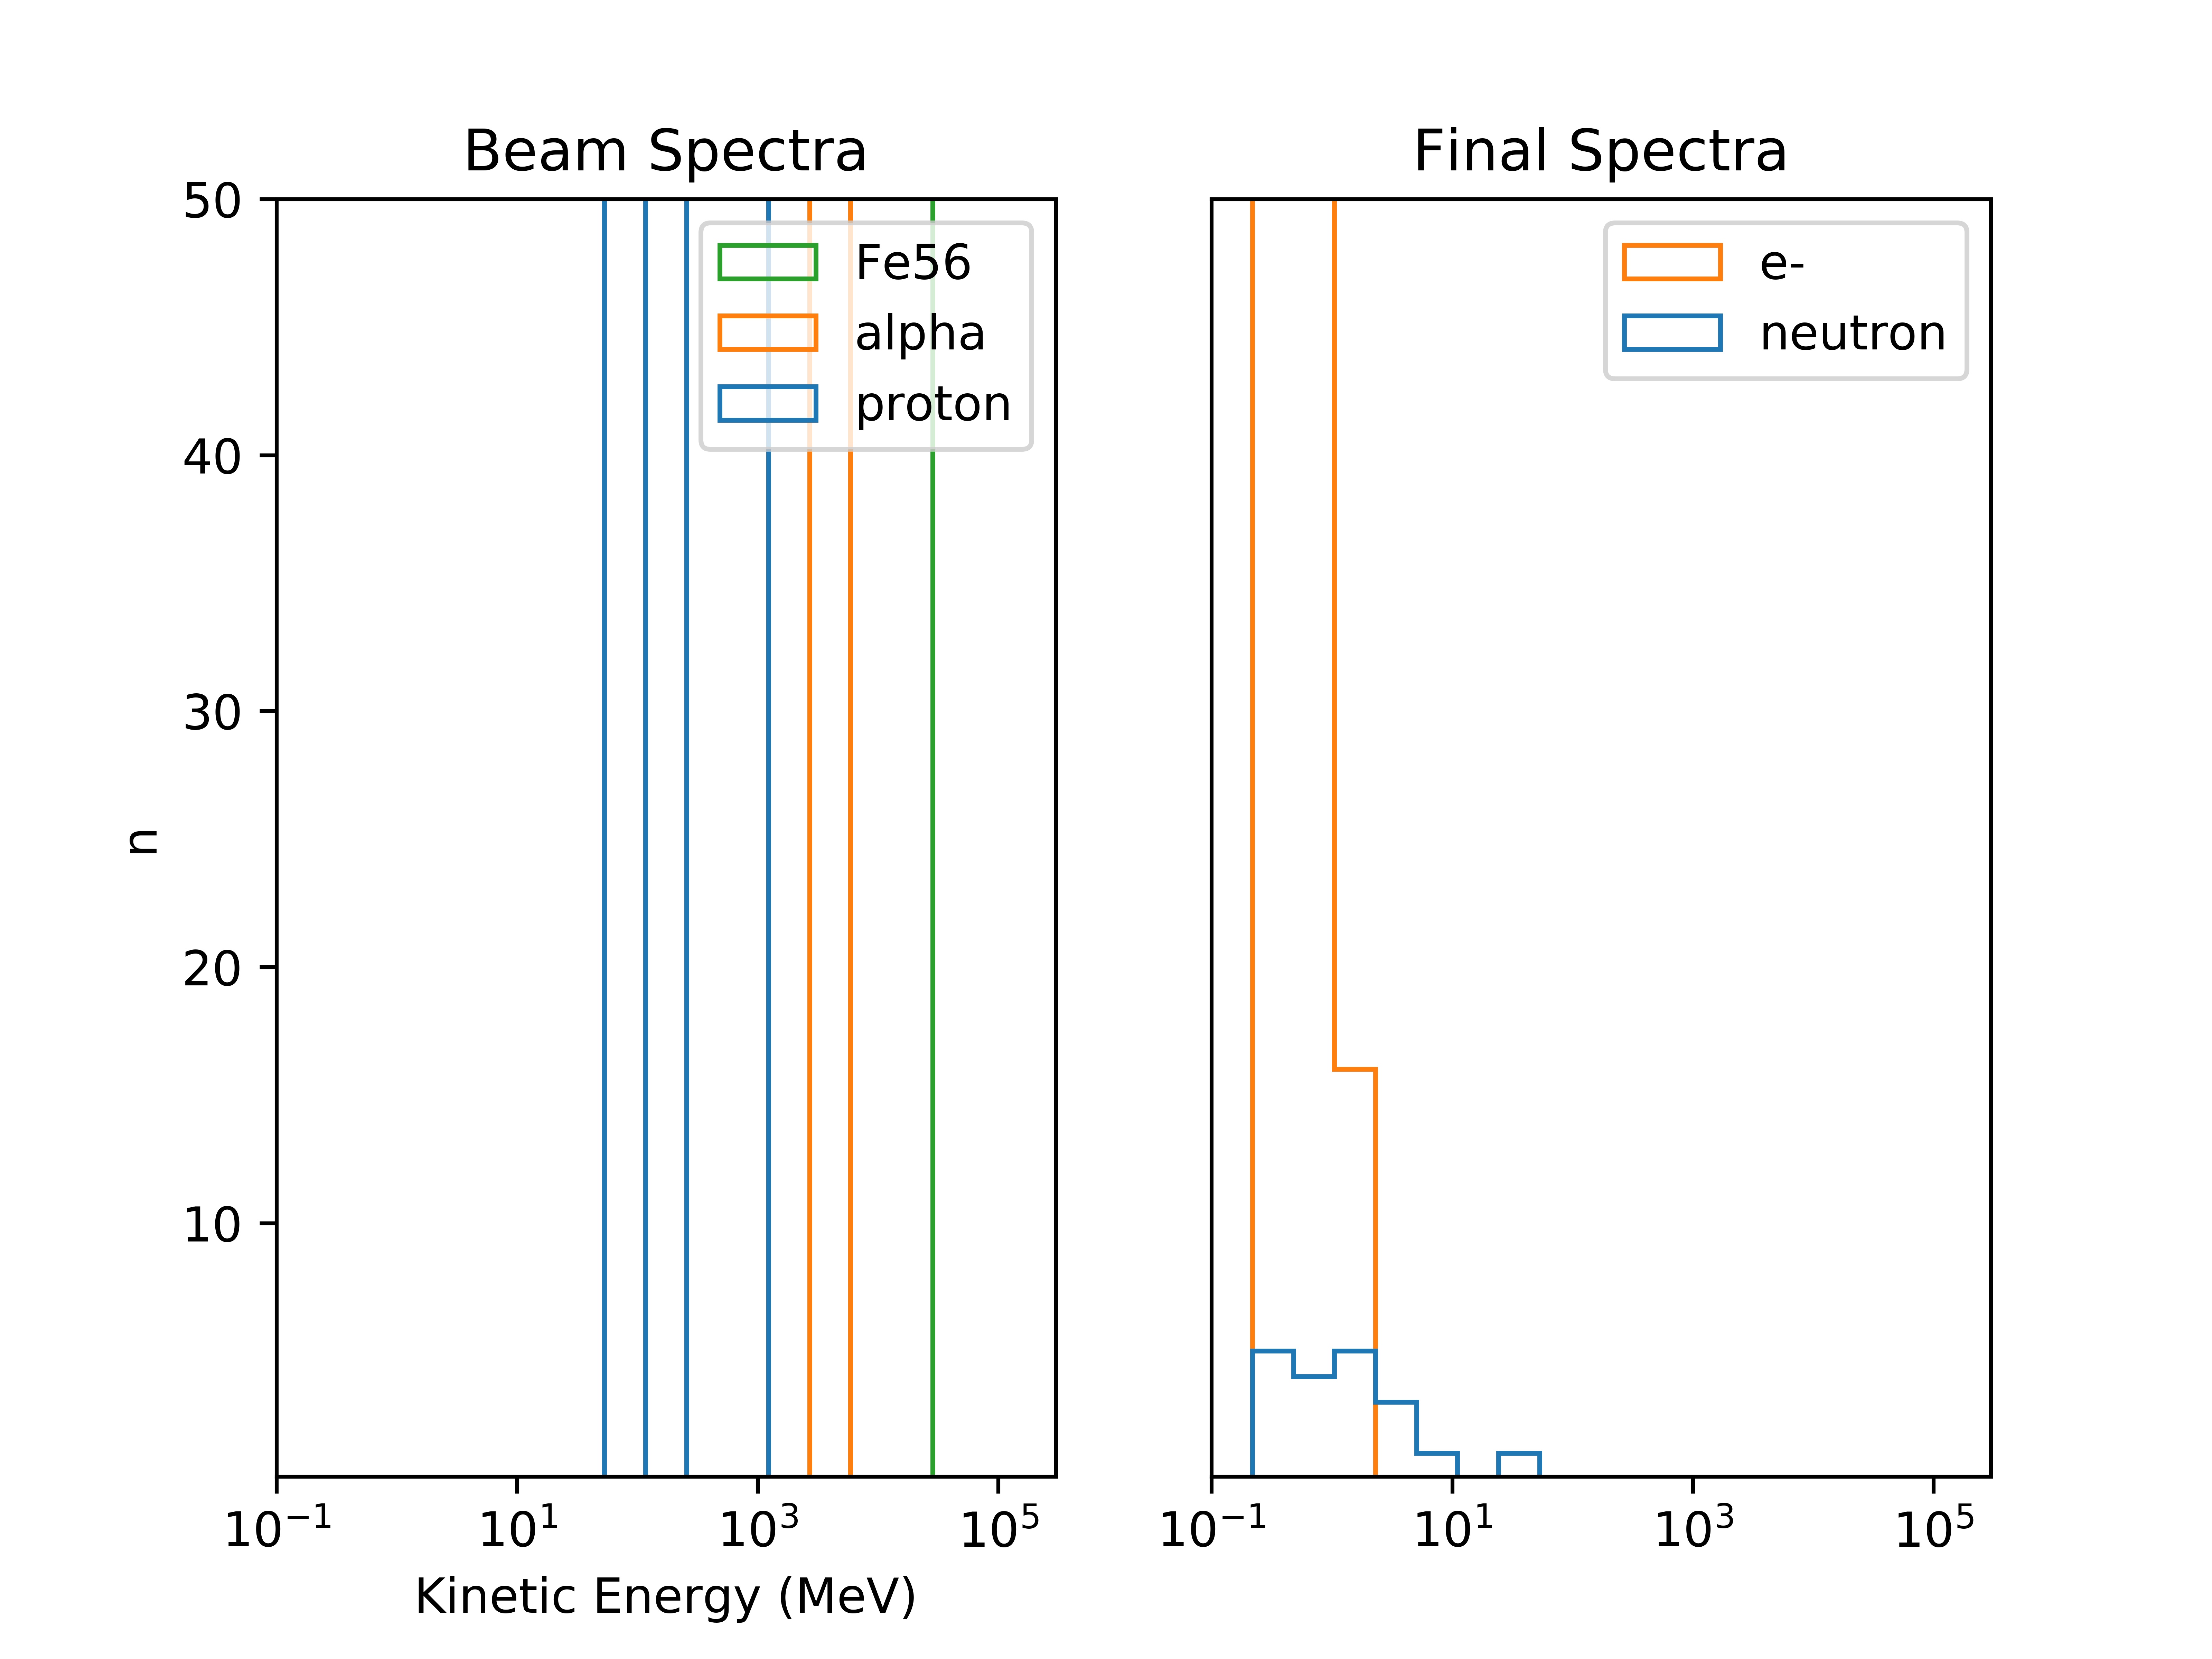 Beam Spectra
50
40
30
20
10
n
Fe56
alpha
proton
10⁻¹ 10¹ 10³ 10⁵
Kinetic Energy (MeV)
Final Spectra
e-
neutron
10⁻¹ 10¹ 10³ 10⁵